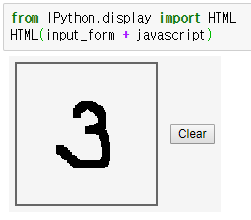 from IPython.display import HTML
HTML(input_form + javascript)
3
Clear